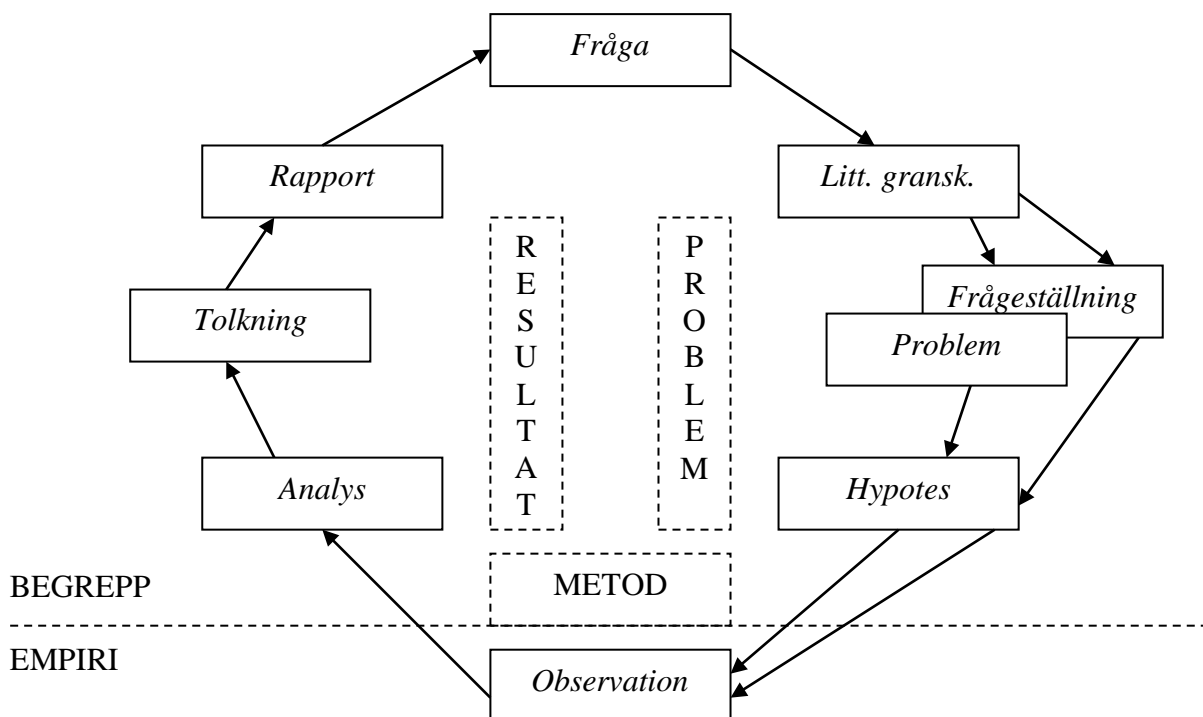 Fråga
Rapport
Litt. gransk.
R
E
S
U
L
T
A
T
P
R
O
B
L
E
M
Frågeställning
Tolkning
Problem
Analys
Hypotes
METOD
BEGREPP
EMPIRI
Observation